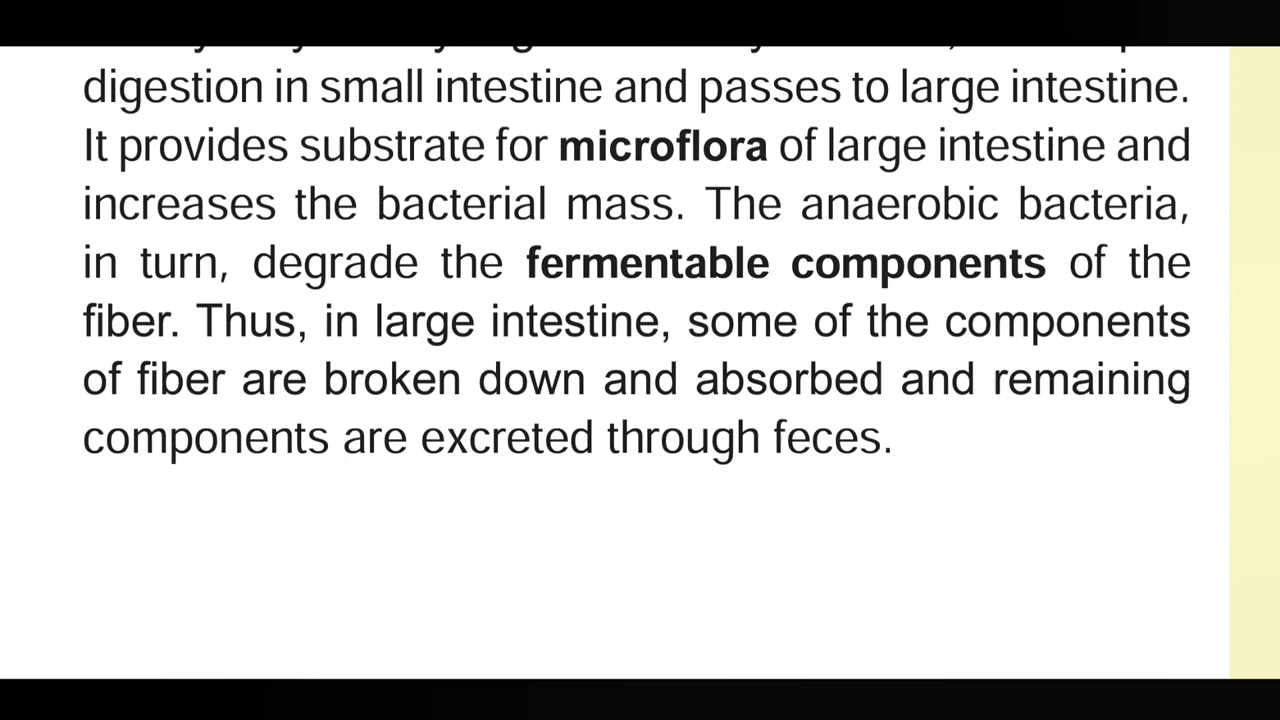 digestion in small intestine and passes to large intestine.
It provides substrate for microflora of large intestine and
increases the bacterial mass. The anaerobic bacteria,
in turn, degrade the fermentable components of the
fiber. Thus, in large intestine, some of the components
of fiber are broken down and absorbed and remaining
components are excreted through feces.